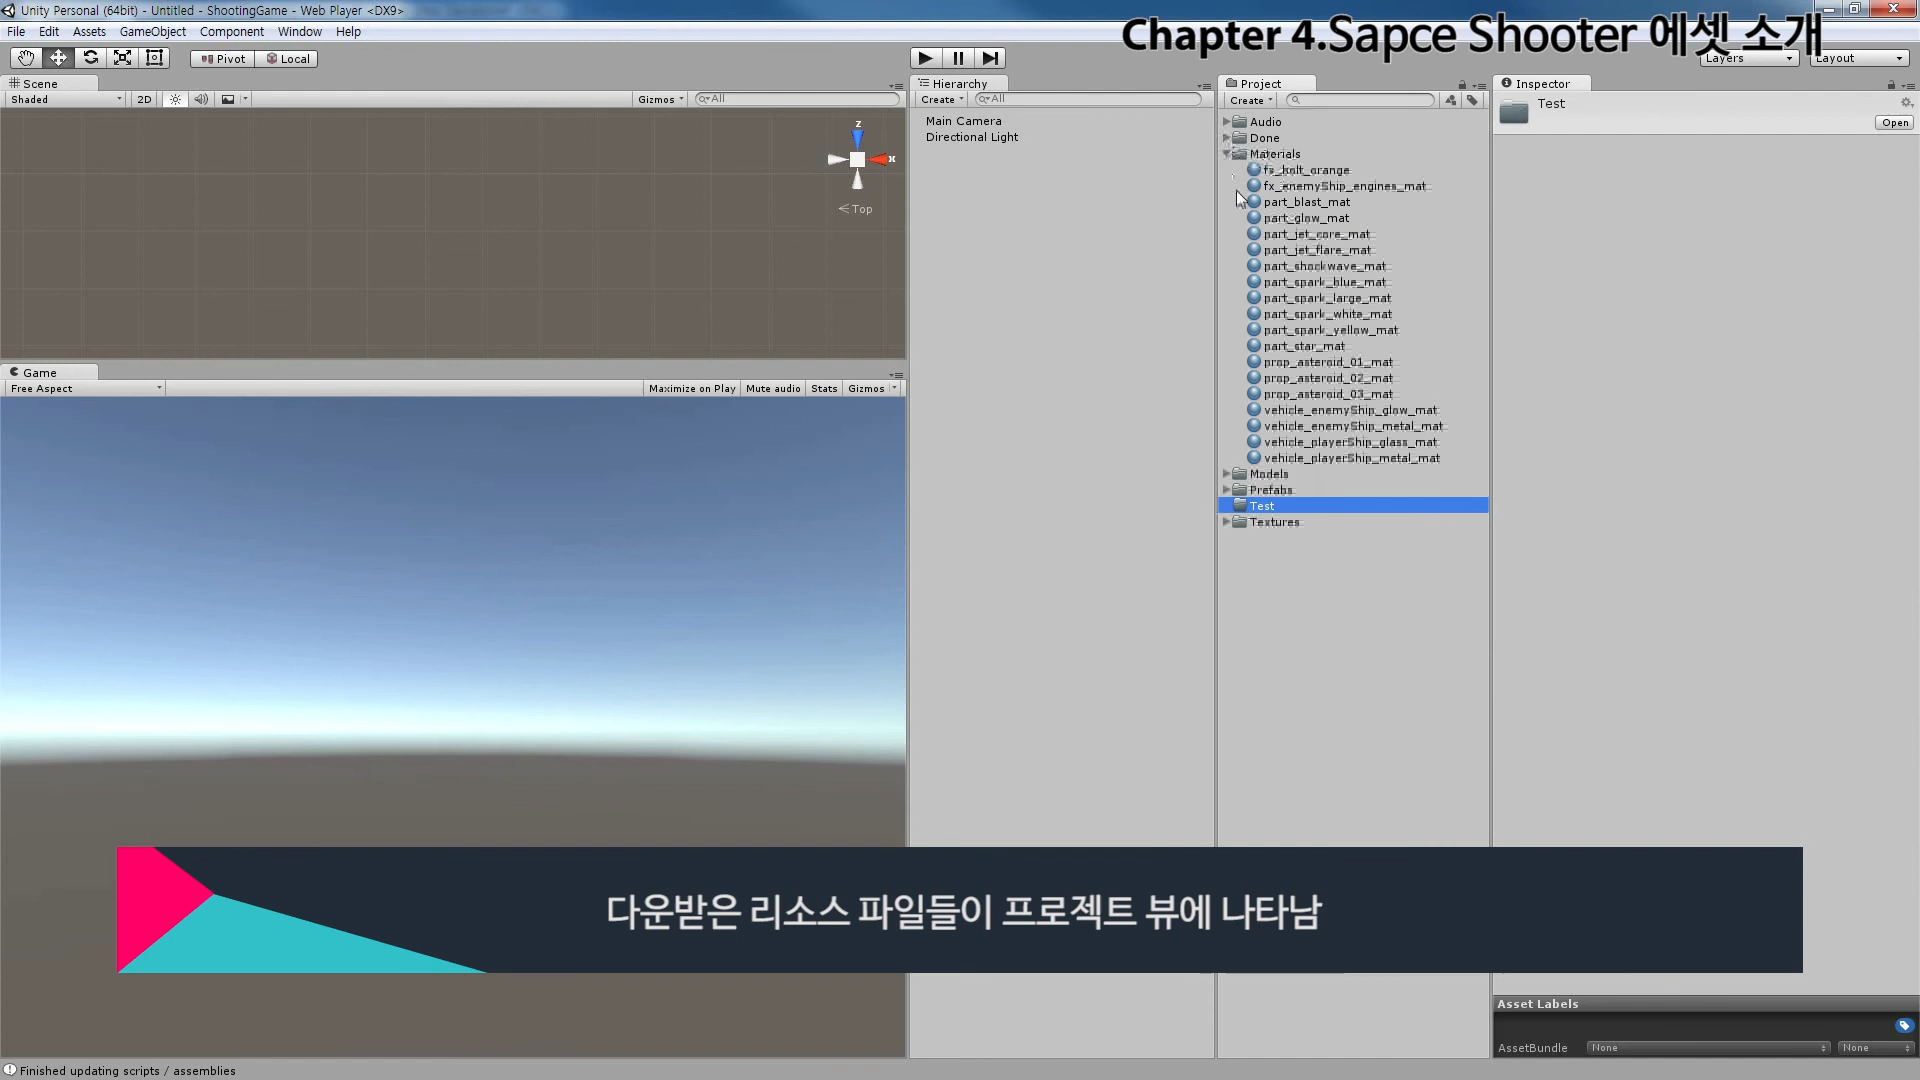 Unity Personal (64bit) - Untitled - ShootingGame - Web Player <DX9>
Chapter 4.Sapce Shooter 에셋 소개
File Edit Assets GameObject Component Window Help
Pivot Local Layers Layout
Scene
Shaded 2D Gizmos All
z
x
Top
Game
Free Aspect Maximize on Play Mute audio Stats Gizmos
Hierarchy
Create All
Main Camera
Directional Light
Project
Create
Audio
Done
Materials
fx_bolt_orange
fx_enemyShip_engines_mat
part_blast_mat
part_glow_mat
part_jet_core_mat
part_jet_flare_mat
part_shockwave_mat
part_spark_blue_mat
part_spark_large_mat
part_spark_white_mat
part_spark_yellow_mat
part_star_mat
prop_asteroid_01_mat
prop_asteroid_02_mat
prop_asteroid_03_mat
vehicle_enemyShip_glow_mat
vehicle_enemyShip_metal_mat
vehicle_playerShip_glass_mat
vehicle_playerShip_metal_mat
Models
Prefabs
Test
Textures
Inspector
Test
Open
다운받은 리소스 파일들이 프로젝트 뷰에 나타남
Asset Labels
AssetBundle None None
Finished updating scripts / assemblies